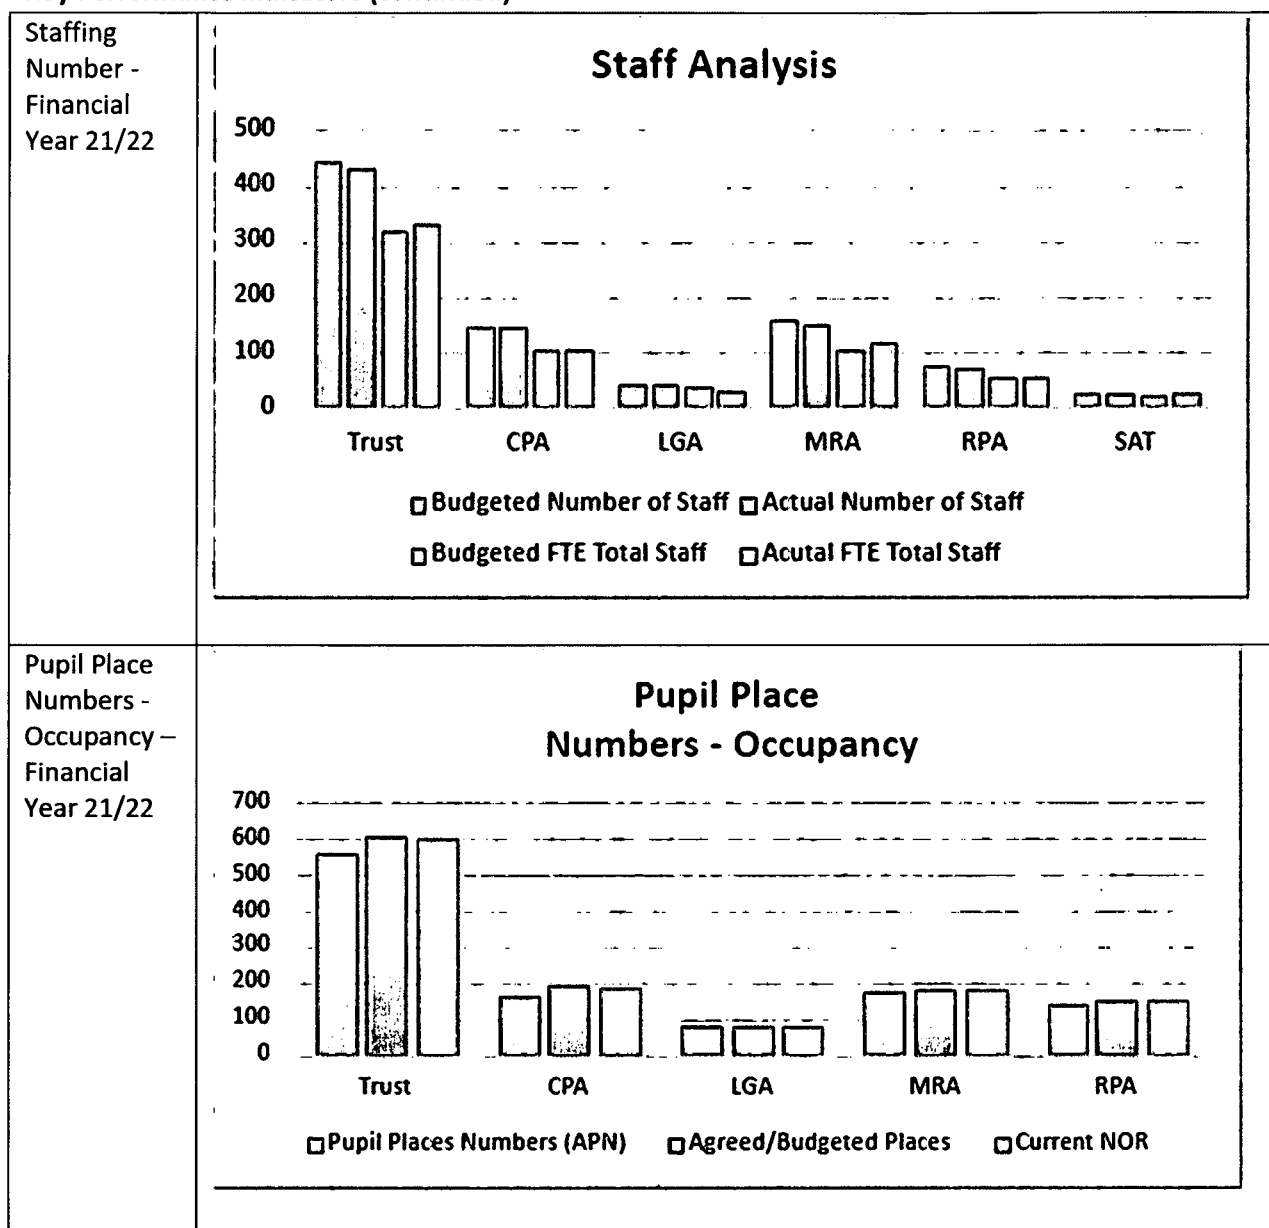 Staffing
Number -
Financial
Year 21/22
Staff Analysis
500
400
300
200
100
0
Trust CPA LGA MRA RPA SAT
Budgeted Number of Staff Actual Number of Staff
Budgeted FTE Total Staff Acutal FTE Total Staff
Pupil Place
Numbers -
Occupancy –
Financial
Year 21/22
Pupil Place
Numbers - Occupancy
700
600
500
400
300
200
100
0
Trust CPA LGA MRA RPA
Pupil Places Numbers (APN) Agreed/Budgeted Places Current NOR